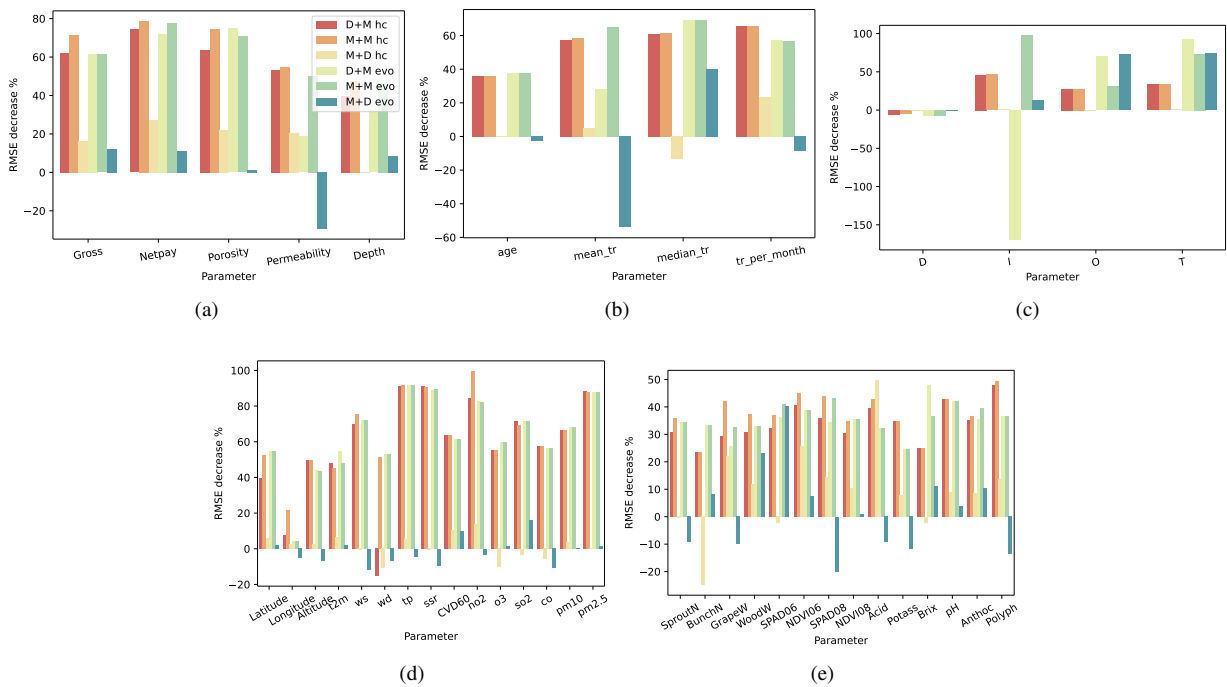 80
60
40
20
0
−20
RMSE decrease %
D+M hc
M+M hc
M+D hc
D+M evo
M+M evo
M+D evo
Gross
Netpay
Porosity
Permeability
Depth
Parameter
(a)
60
40
20
0
−20
−40
−60
RMSE decrease %
age
mean_tr
median_tr
tr_per_month
Parameter
(b)
100
50
0
−50
−100
−150
RMSE decrease %
D
I
O
T
Parameter
(c)
100
80
60
40
20
0
−20
RMSE decrease %
Latitude
Longitude
Altitude
t2m
ws
wd
tp
ssr
CVD60
no2
o3
so2
co
pm10
pm2.5
Parameter
(d)
50
40
30
20
10
0
−10
−20
RMSE decrease %
SproutN
BunchN
GrapeW
WoodW
SPAD06
NDVI06
SPAD08
NDVI08
Acid
Potass
Brix
pH
Anthoc
Polyph
Parameter
(e)